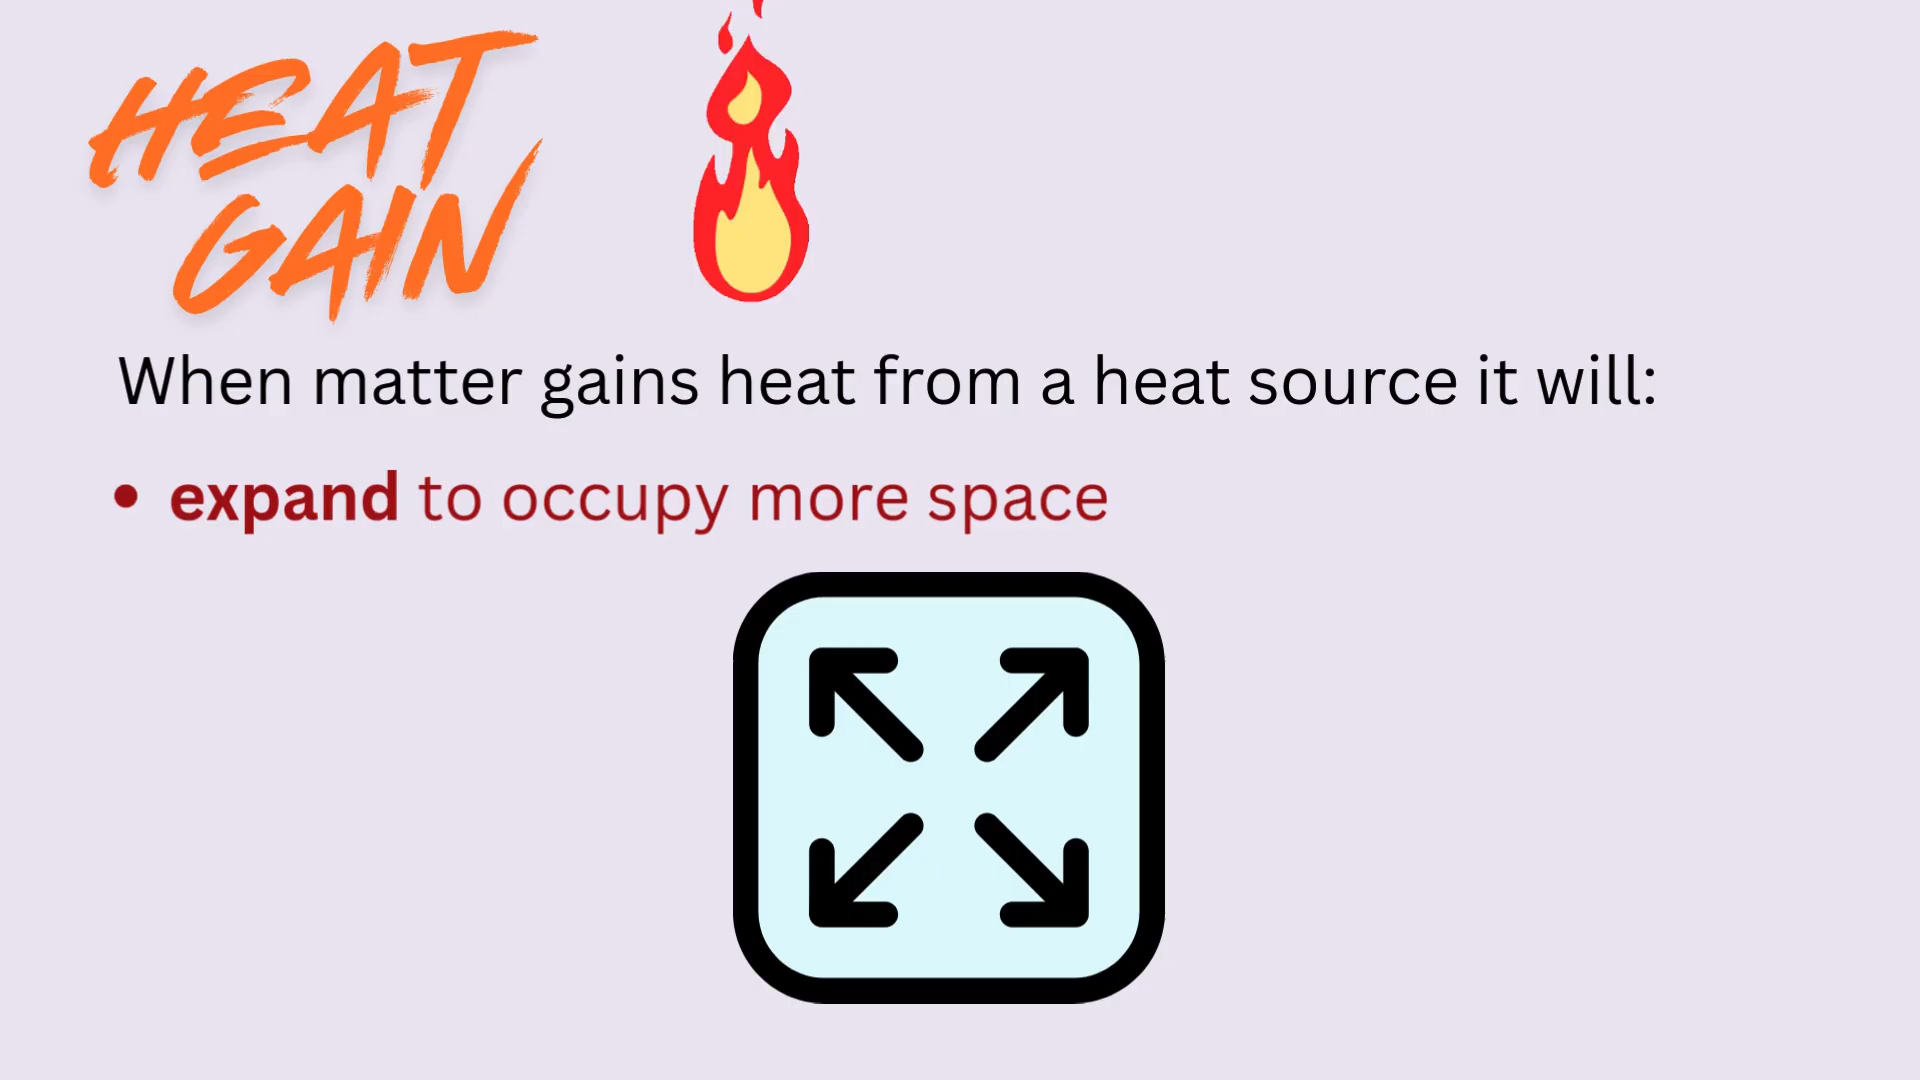 HEAT
GAIN
When matter gains heat from a heat source it will:
• expand to occupy more space